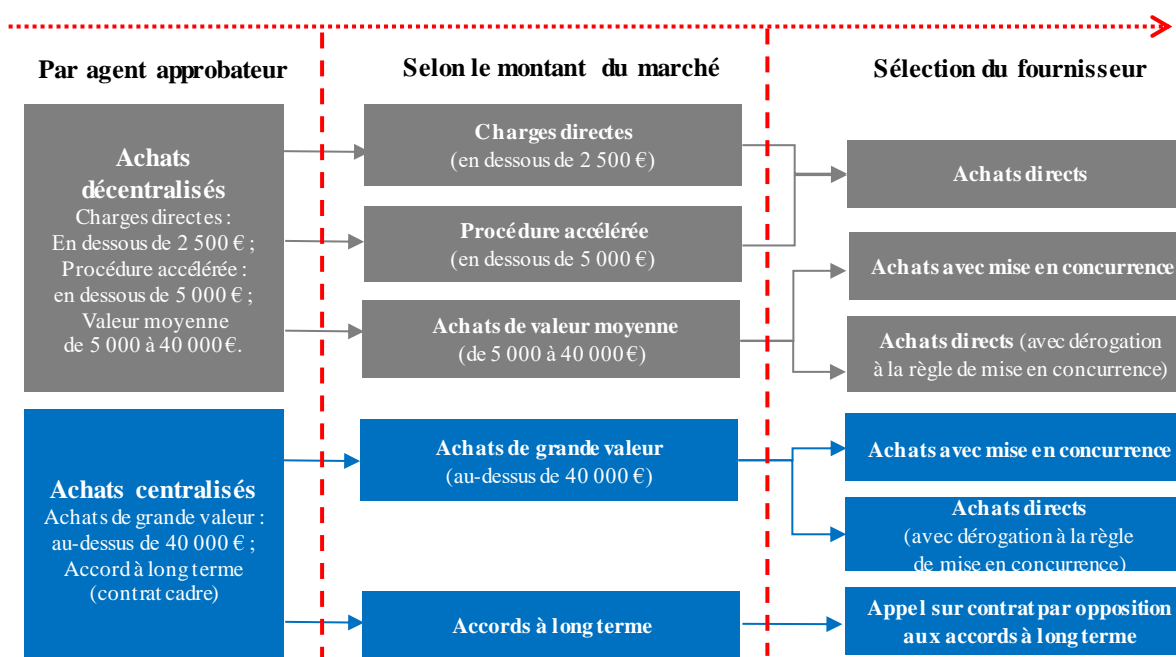 Par agent approbateur
Selon le montant du marché
Sélection du fournisseur
Achats
décentralisés
Charges directes :
En dessous de 2 500 € ;
Procédure accélérée :
en dessous de 5 000 € ;
Valeur moyenne
de 5 000 à 40 000 €.
Charges directes
(en dessous de 2 500 €)
Procédure accélérée
(en dessous de 5 000 €)
Achats de valeur moyenne
(de 5 000 à 40 000 €)
Achats directs
Achats avec mise en concurrence
Achats directs (avec dérogation
à la règle de mise en concurrence)
Achats centralisés
Achats de grande valeur :
au-dessus de 40 000 € ;
Accord à long terme
(contrat cadre)
Achats de grande valeur
(au-dessus de 40 000 €)
Accords à long terme
Achats avec mise en concurrence
Achats directs
(avec dérogation à la règle
de mise en concurrence)
Appel sur contrat par opposition
aux accords à long terme